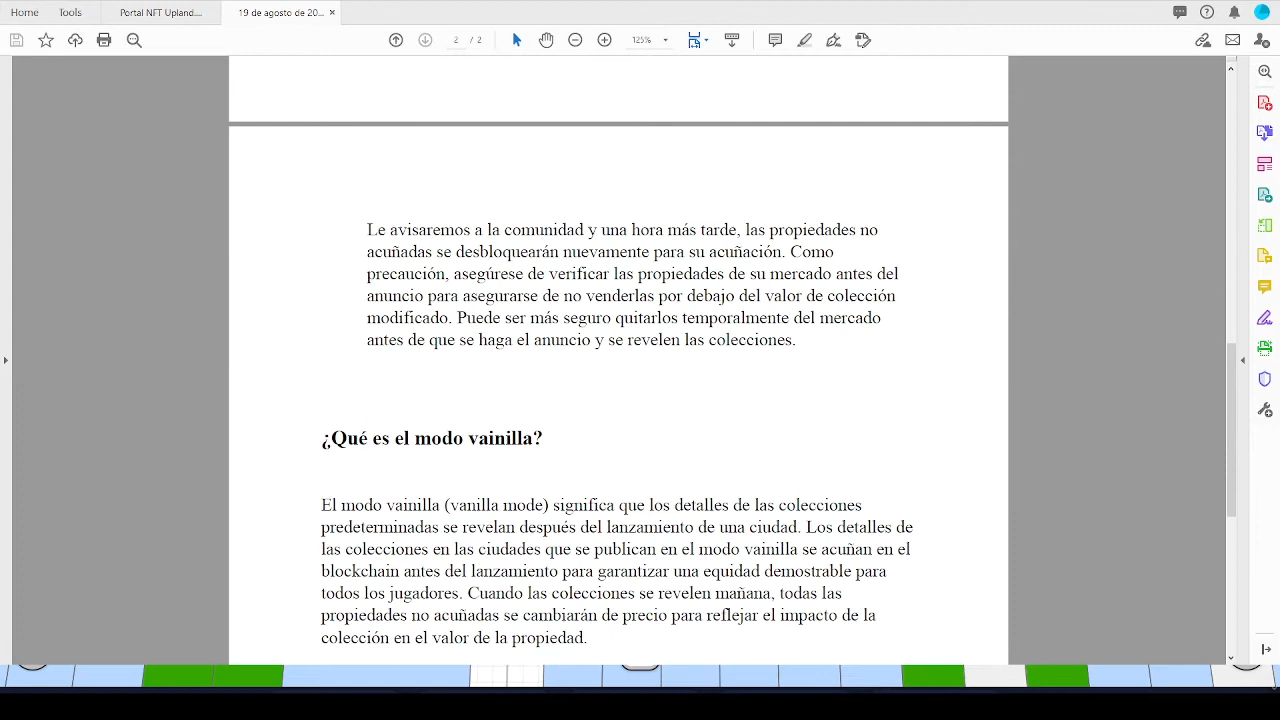 Home
Tools
Portal NFT Upland....
19 de agosto de 20...
2 / 2
125%
Le avisaremos a la comunidad y una hora más tarde, las propiedades no
acuñadas se desbloquearán nuevamente para su acuñación. Como
precaución, asegúrese de verificar las propiedades de su mercado antes del
anuncio para asegurarse de no venderlas por debajo del valor de colección
modificado. Puede ser más seguro quitarlos temporalmente del mercado
antes de que se haga el anuncio y se revelen las colecciones.
¿Qué es el modo vainilla?
El modo vainilla (vanilla mode) significa que los detalles de las colecciones
predeterminadas se revelan después del lanzamiento de una ciudad. Los detalles de
las colecciones en las ciudades que se publican en el modo vainilla se acuñan en el
blockchain antes del lanzamiento para garantizar una equidad demostrable para
todos los jugadores. Cuando las colecciones se revelen mañana, todas las
propiedades no acuñadas se cambiarán de precio para reflejar el impacto de la
colección en el valor de la propiedad.